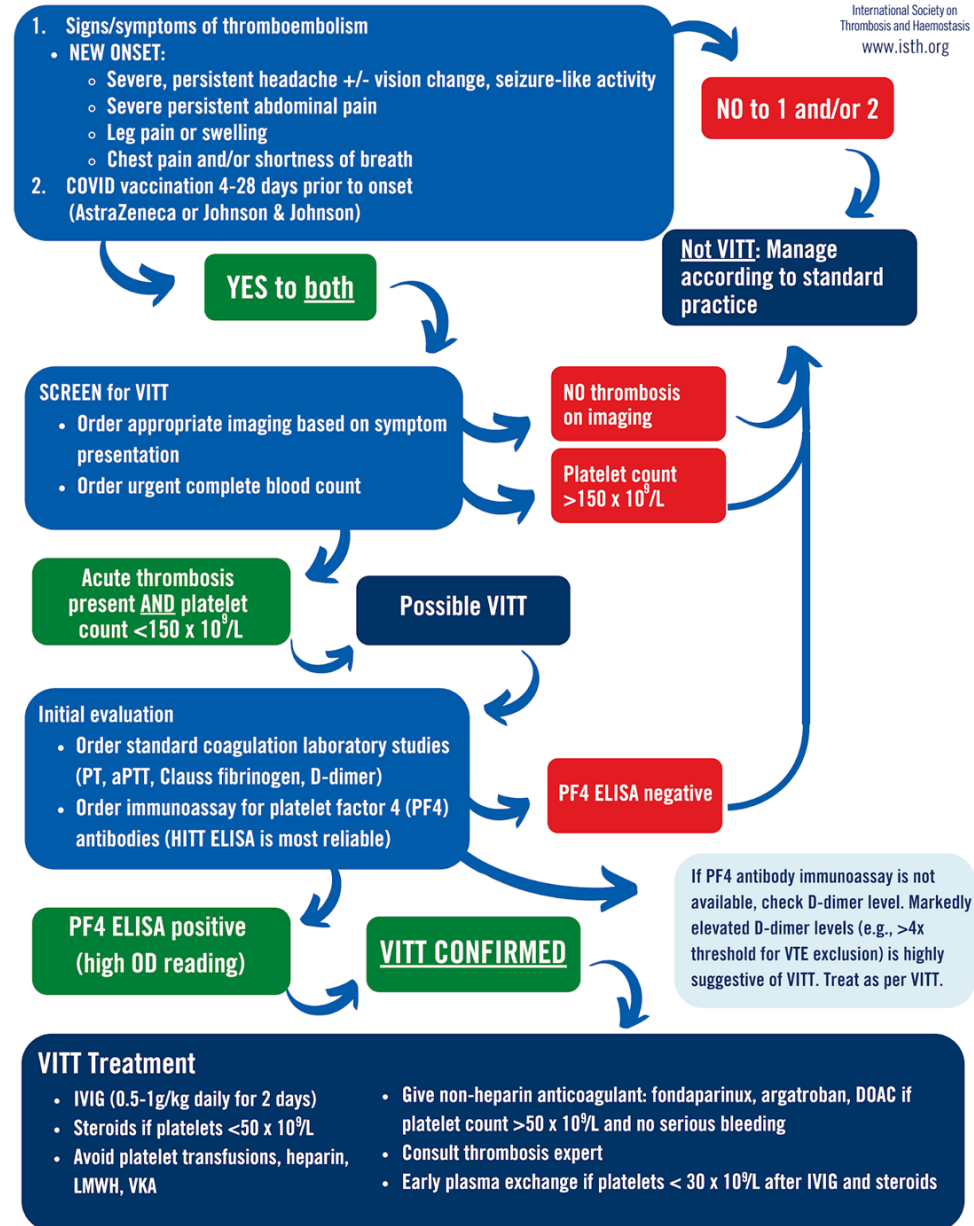 International Society on
Thrombosis and Haemostasis
www.isth.org
1. Signs/symptoms of thromboembolism
• NEW ONSET:
◦ Severe, persistent headache +/- vision change, seizure-like activity
◦ Severe persistent abdominal pain
◦ Leg pain or swelling
◦ Chest pain and/or shortness of breath
2. COVID vaccination 4-28 days prior to onset
(AstraZeneca or Johnson & Johnson)
NO to 1 and/or 2
Not VITT: Manage
according to standard
practice
YES to both
SCREEN for VITT
• Order appropriate imaging based on symptom
presentation
• Order urgent complete blood count
NO thrombosis
on imaging
Platelet count
>150 x 10⁹/L
Acute thrombosis
present AND platelet
count <150 x 10⁹/L
Possible VITT
Initial evaluation
• Order standard coagulation laboratory studies
(PT, aPTT, Clauss fibrinogen, D-dimer)
• Order immunoassay for platelet factor 4 (PF4)
antibodies (HITT ELISA is most reliable)
PF4 ELISA negative
If PF4 antibody immunoassay is not
available, check D-dimer level. Markedly
elevated D-dimer levels (e.g., >4x
threshold for VTE exclusion) is highly
suggestive of VITT. Treat as per VITT.
PF4 ELISA positive
(high OD reading)
VITT CONFIRMED
VITT Treatment
• IVIG (0.5-1g/kg daily for 2 days)
• Steroids if platelets <50 x 10⁹/L
• Avoid platelet transfusions, heparin,
LMWH, VKA
• Give non-heparin anticoagulant: fondaparinux, argatroban, DOAC if
platelet count >50 x 10⁹/L and no serious bleeding
• Consult thrombosis expert
• Early plasma exchange if platelets < 30 x 10⁹/L after IVIG and steroids